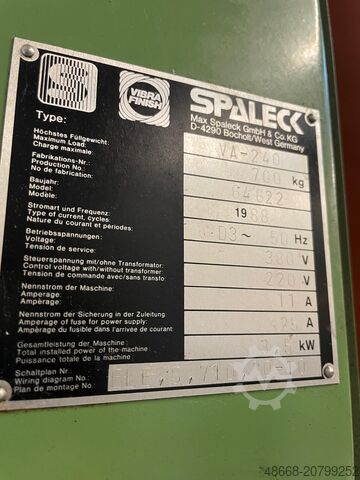 S
VIBRA
FINISH
SPALECK
Max Spaleck GmbH & Co. KG
D-4290 Bocholt/West Germany
Type: VA-240
Höchstes Füllgewicht:
Maximum Load: 700 kg
Charge maximale:
Fabrikations-Nr.:
Production No.:
No de fabrication:
Baujahr:
Model: 1988
Modèle:
Stromart und Frequenz:
Type of current, cycles: D3~ 50 Hz
Nature du courant et périodes:
Betriebsspannungen:
Voltage: 380 V
Tension de service:
Steuerspannung mit/ohne Transformator:
Control voltage with/without transformer: 220 V
Tension de commande avec/sans transfo:
Nennstrom der Maschine:
Amperage: 11 A
Ampérage:
Nennstrom der Sicherung in der Zuleitung:
Amperage of fuse for power supply: A
Ampérage du fusible dans l'arrivée de courant:
Gesamtleistung der Maschine:
Total installed power of the machine: kW
Puissance totale de la machine:
Schaltplan Nr.:
Wiring diagram No.:
Plan de montage No.:
48668-20799252